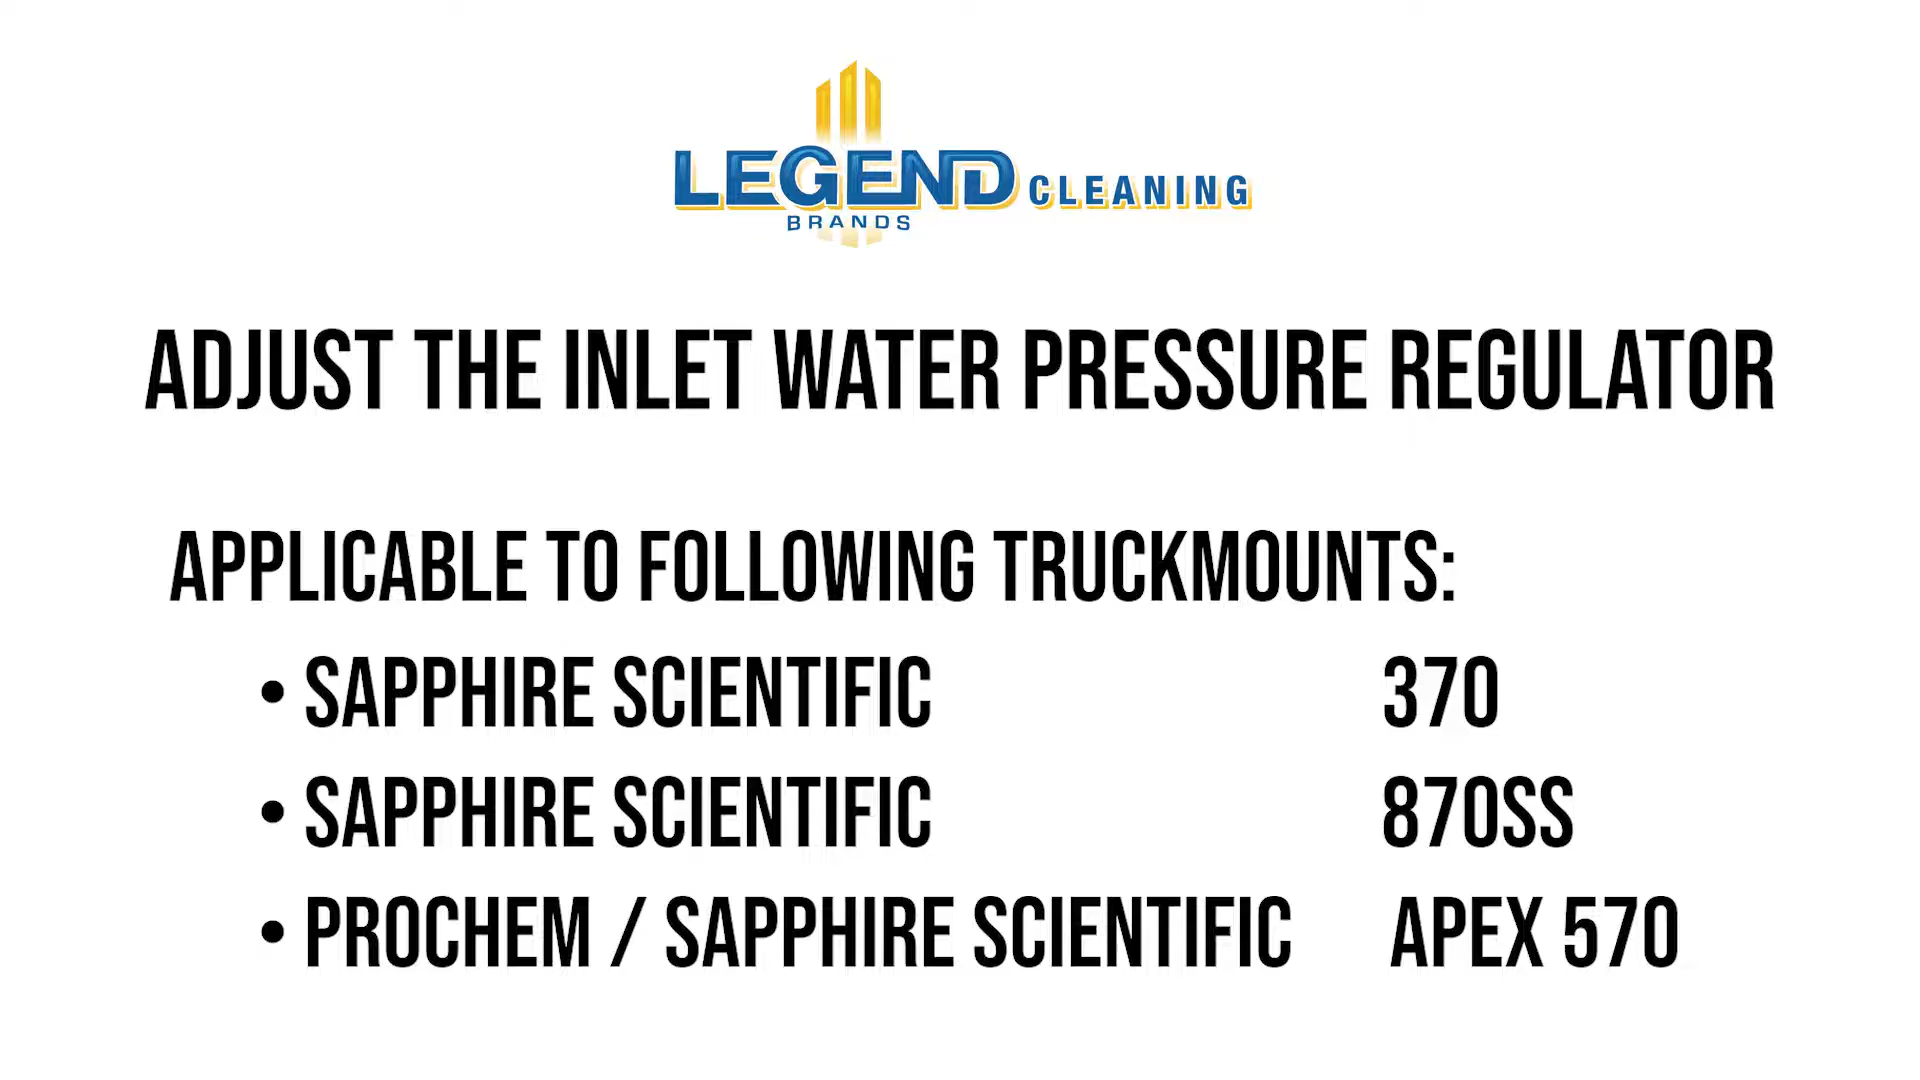 LEGEND CLEANING
BRANDS
ADJUST THE INLET WATER PRESSURE REGULATOR
APPLICABLE TO FOLLOWING TRUCKMOUNTS:
• SAPPHIRE SCIENTIFIC 370
• SAPPHIRE SCIENTIFIC 870SS
• PROCHEM / SAPPHIRE SCIENTIFIC APEX 570